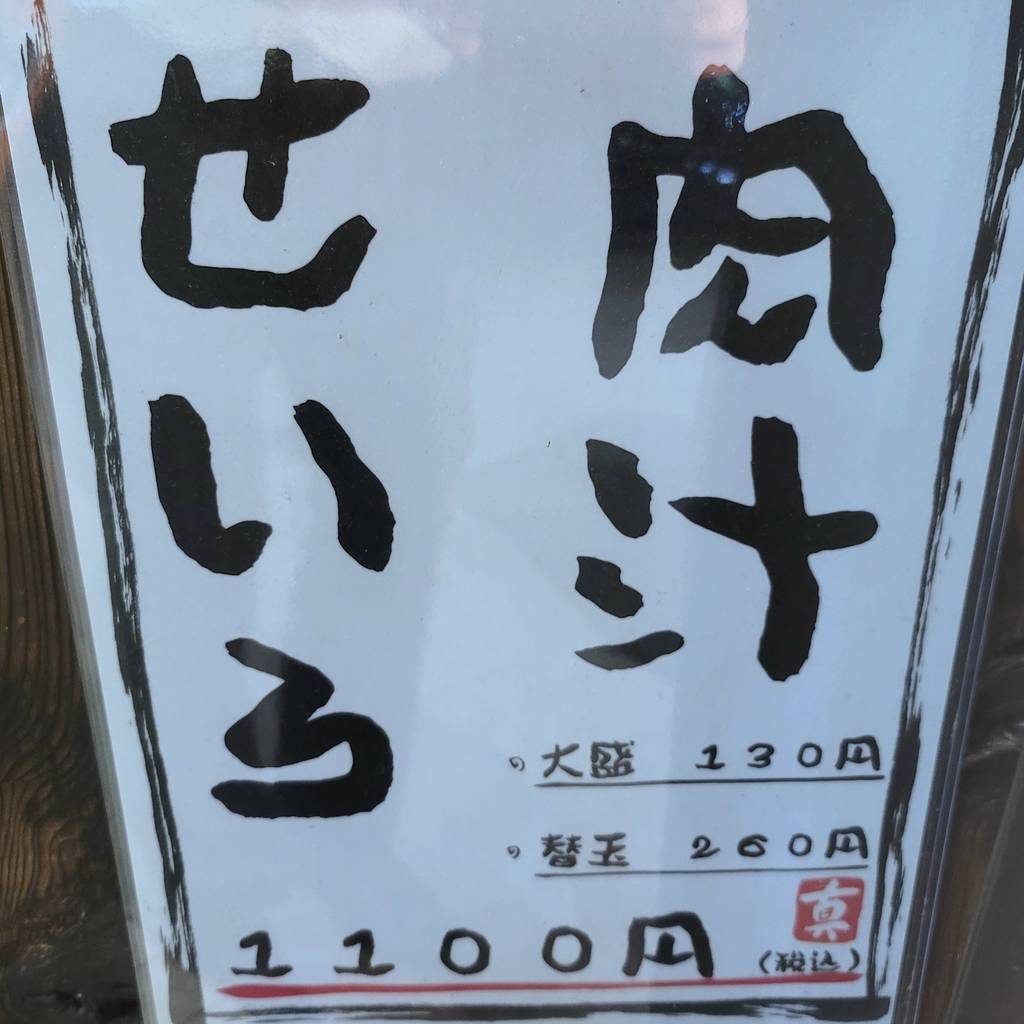 肉汁
せいろ
・大盛 130円
・替玉 260円
1100円
真
(税込)